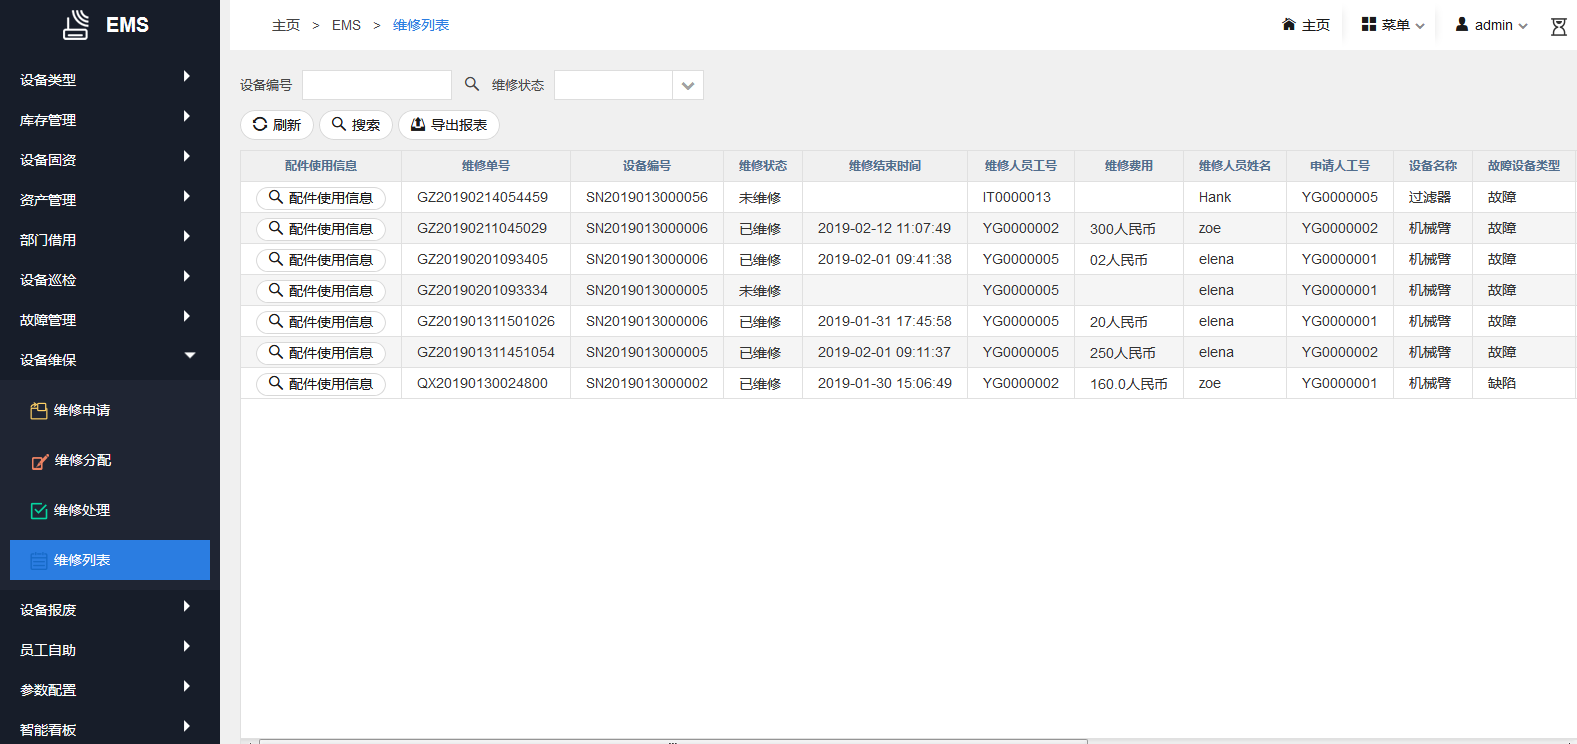 EMS
主页 > EMS > 维修列表
主页 菜单 admin
设备类型
库存管理
设备固资
资产管理
部门借用
设备巡检
故障管理
设备维保
维修申请
维修分配
维修处理
维修列表
设备报废
员工自助
参数配置
智能看板
设备编号 维修状态
刷新 搜索 导出报表
配件使用信息 维修单号 设备编号 维修状态 维修结束时间 维修人员工号 维修费用 维修人员姓名 申请人工号 设备名称 故障设备类型
配件使用信息 GZ20190214054459 SN2019013000056 未维修 IT0000013 Hank YG0000005 过滤器 故障
配件使用信息 GZ20190211045029 SN2019013000006 已维修 2019-02-12 11:07:49 YG0000002 300人民币 zoe YG0000002 机械臂 故障
配件使用信息 GZ20190201093405 SN2019013000006 已维修 2019-02-01 09:41:38 YG0000005 02人民币 elena YG0000001 机械臂 故障
配件使用信息 GZ20190201093334 SN2019013000005 未维修 YG0000005 elena YG0000001 机械臂 故障
配件使用信息 GZ201901311501026 SN2019013000006 已维修 2019-01-31 17:45:58 YG0000005 20人民币 elena YG0000001 机械臂 故障
配件使用信息 GZ201901311451054 SN2019013000005 已维修 2019-02-01 09:11:37 YG0000005 250人民币 elena YG0000002 机械臂 故障
配件使用信息 QX20190130024800 SN2019013000002 已维修 2019-01-30 15:06:49 YG0000002 160.0人民币 zoe YG0000001 机械臂 缺陷